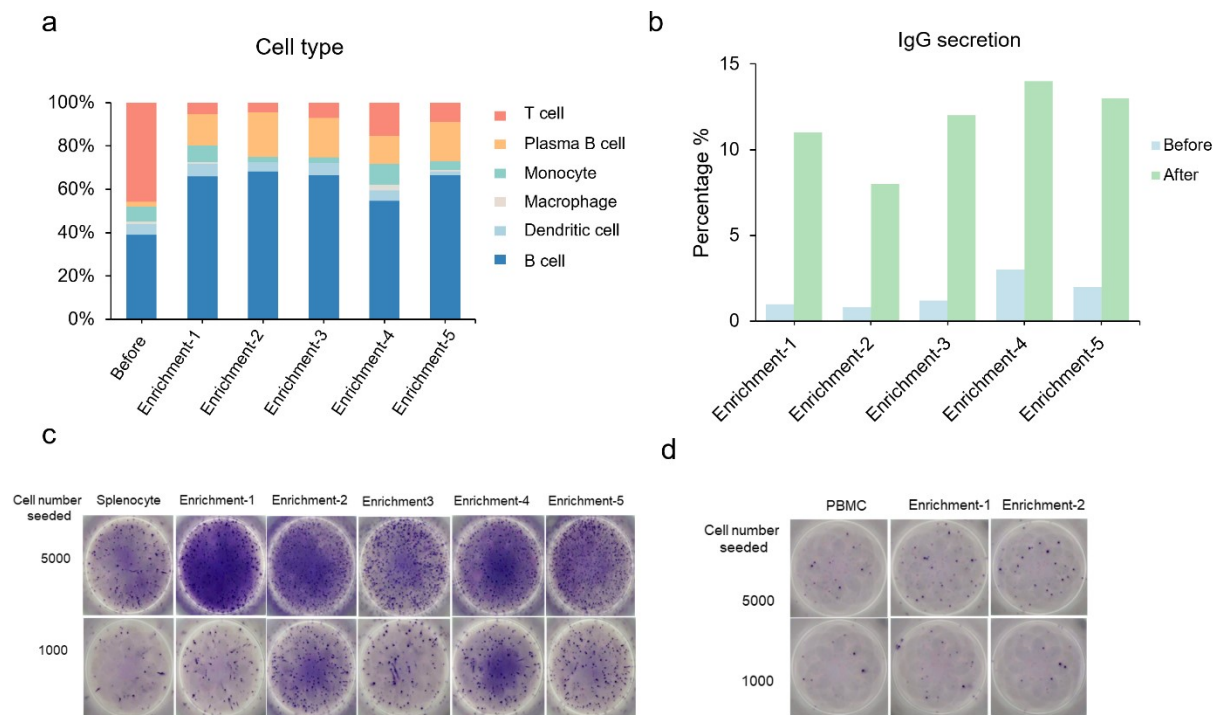 a
Cell type
100%
80%
60%
40%
20%
0%
Before
Enrichment-1
Enrichment-2
Enrichment-3
Enrichment-4
Enrichment-5
T cell
Plasma B cell
Monocyte
Macrophage
Dendritic cell
B cell
b
IgG secretion
Percentage %
15
10
5
0
Enrichment-1
Enrichment-2
Enrichment-3
Enrichment-4
Enrichment-5
Before
After
c
Cell number
seeded
Splenocyte Enrichment-1 Enrichment-2 Enrichment3 Enrichment-4 Enrichment-5
5000
1000
d
Cell number
seeded
PBMC Enrichment-1 Enrichment-2
5000
1000